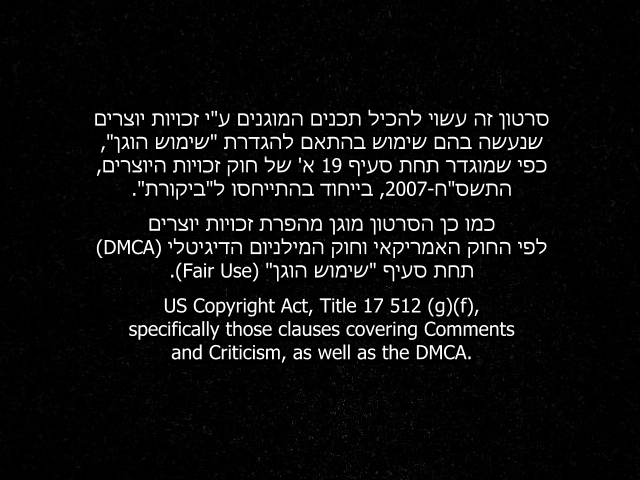 סרטון זה עשוי להכיל תכנים המוגנים ע"י זכויות יוצרים
שנעשה בהם שימוש בהתאם להגדרת "שימוש הוגן",
כפי שמוגדר תחת סעיף 19 א' של חוק זכויות היוצרים,
התשס"ח-2007, בייחוד בהתייחסו ל"ביקורת".
כמו כן הסרטון מוגן מהפרת זכויות יוצרים
לפי החוק האמריקאי וחוק המילניום הדיגיטלי (DMCA)
תחת סעיף "שימוש הוגן" (Fair Use).
US Copyright Act, Title 17 512 (g)(f),
specifically those clauses covering Comments
and Criticism, as well as the DMCA.